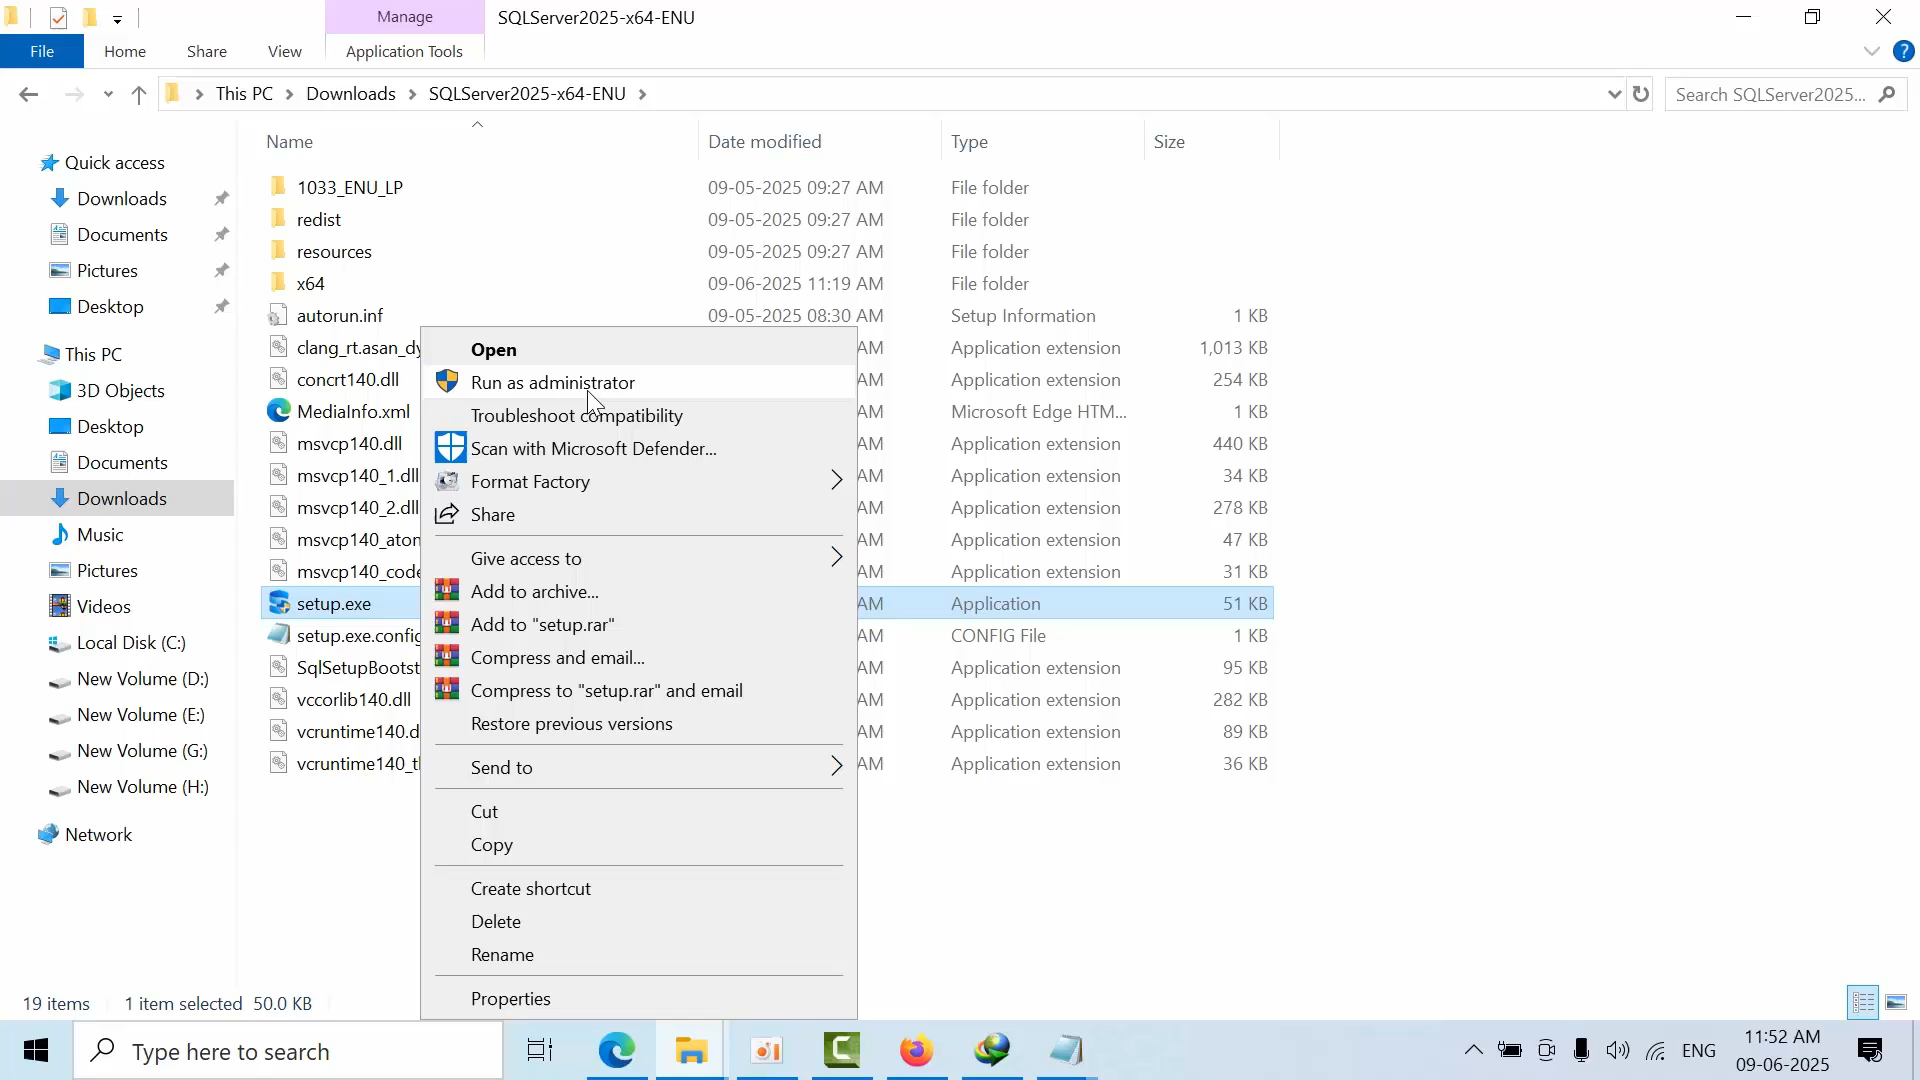 Manage
SQLServer2025-x64-ENU
File
Home
Share
View
Application Tools
?
This PC
Downloads
SQLServer2025-x64-ENU
Search SQLServer2025...
Name
Date modified
Type
Size
Quick access
Downloads
Documents
Pictures
Desktop
This PC
3D Objects
Desktop
Documents
Downloads
Music
Pictures
Videos
Local Disk (C:)
New Volume (D:)
New Volume (E:)
New Volume (G:)
New Volume (H:)
Network
1033_ENU_LP 09-05-2025 09:27 AM File folder
redist 09-05-2025 09:27 AM File folder
resources 09-05-2025 09:27 AM File folder
x64 09-06-2025 11:19 AM File folder
autorun.inf 09-05-2025 08:30 AM Setup Information 1 KB
clang_rt.asan_dy AM Application extension 1,013 KB
concrt140.dll AM Application extension 254 KB
MediaInfo.xml AM Microsoft Edge HTM... 1 KB
msvcp140.dll AM Application extension 440 KB
msvcp140_1.dll AM Application extension 34 KB
msvcp140_2.dll AM Application extension 278 KB
msvcp140_aton AM Application extension 47 KB
msvcp140_code AM Application extension 31 KB
setup.exe AM Application 51 KB
setup.exe.config AM CONFIG File 1 KB
SqlSetupBootst AM Application extension 95 KB
vccorlib140.dll AM Application extension 282 KB
vcruntime140.d AM Application extension 89 KB
vcruntime140_tl AM Application extension 36 KB
Open
Run as administrator
Troubleshoot compatibility
Scan with Microsoft Defender...
Format Factory
Share
Give access to
Add to archive...
Add to "setup.rar"
Compress and email...
Compress to "setup.rar" and email
Restore previous versions
Send to
Cut
Copy
Create shortcut
Delete
Rename
Properties
19 items
1 item selected 50.0 KB
Type here to search
ENG
11:52 AM
09-06-2025